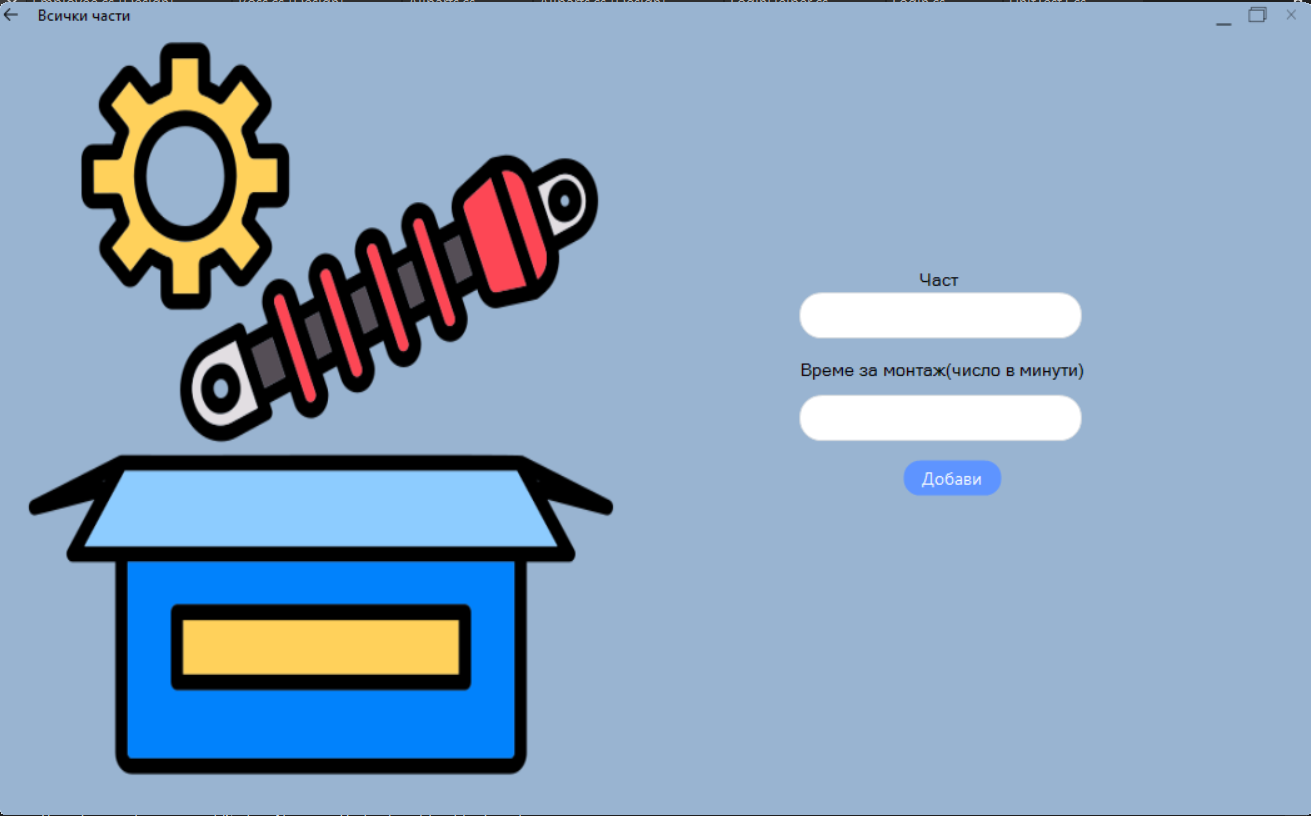 Всички части
Част
Време за монтаж(число в минути)
Добави